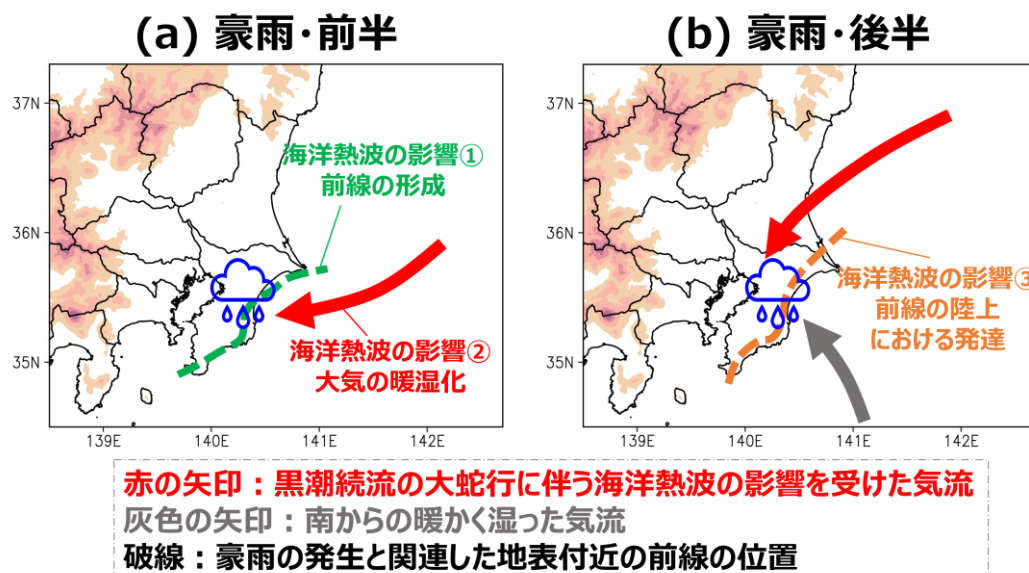 (a) 豪雨・前半
(b) 豪雨・後半
37N
36N
35N
139E
140E
141E
142E
海洋熱波の影響①
前線の形成
海洋熱波の影響②
大気の暖湿化
37N
36N
35N
139E
140E
141E
142E
海洋熱波の影響③
前線の陸上
における発達
赤の矢印：黒潮続流の大蛇行に伴う海洋熱波の影響を受けた気流
灰色の矢印：南からの暖かく湿った気流
破線：豪雨の発生と関連した地表付近の前線の位置